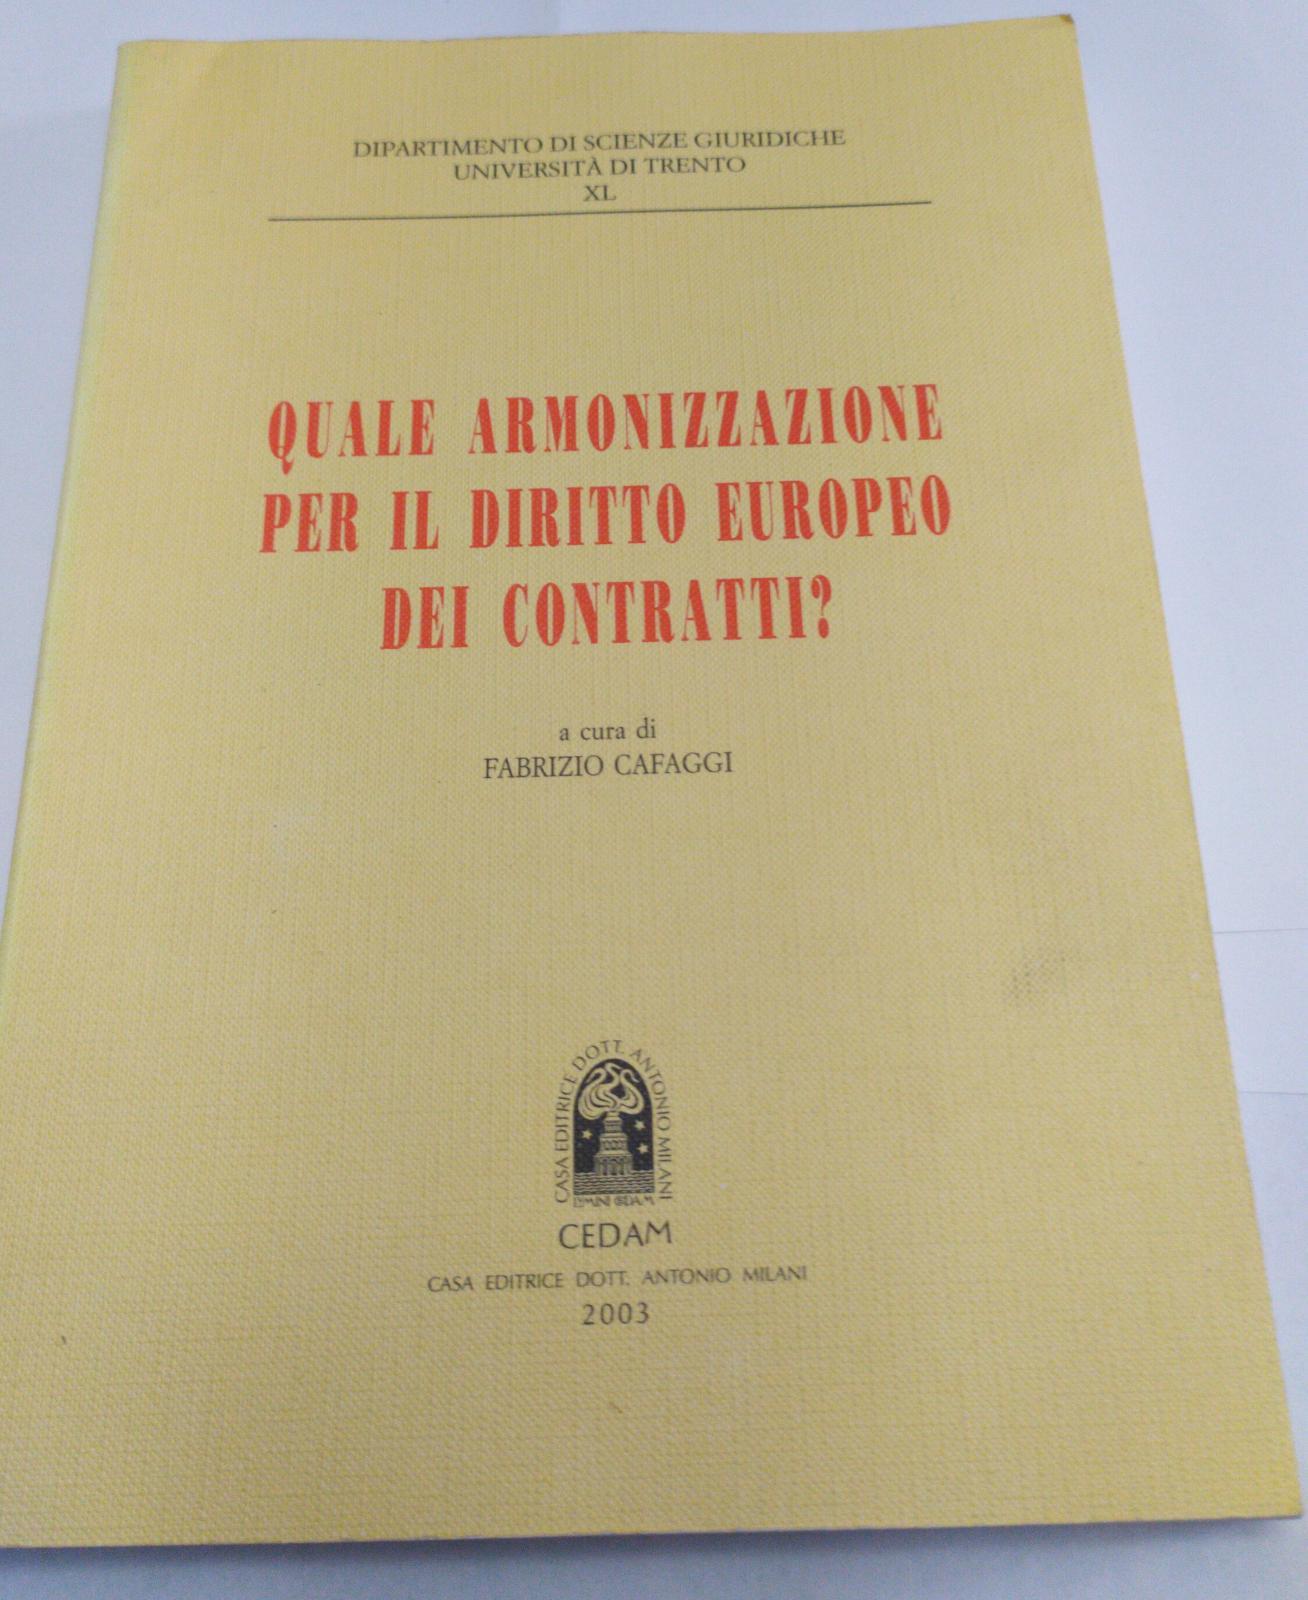 DIPARTIMENTO DI SCIENZE GIURIDICHE
UNIVERSITÀ DI TRENTO
XL
QUALE ARMONIZZAZIONE
PER IL DIRITTO EUROPEO
DEI CONTRATTI?
a cura di
FABRIZIO CAFAGGI
CASA EDITRICE DOTT. ANTONIO MILANI
CEDAM
CASA EDITRICE DOTT. ANTONIO MILANI
2003